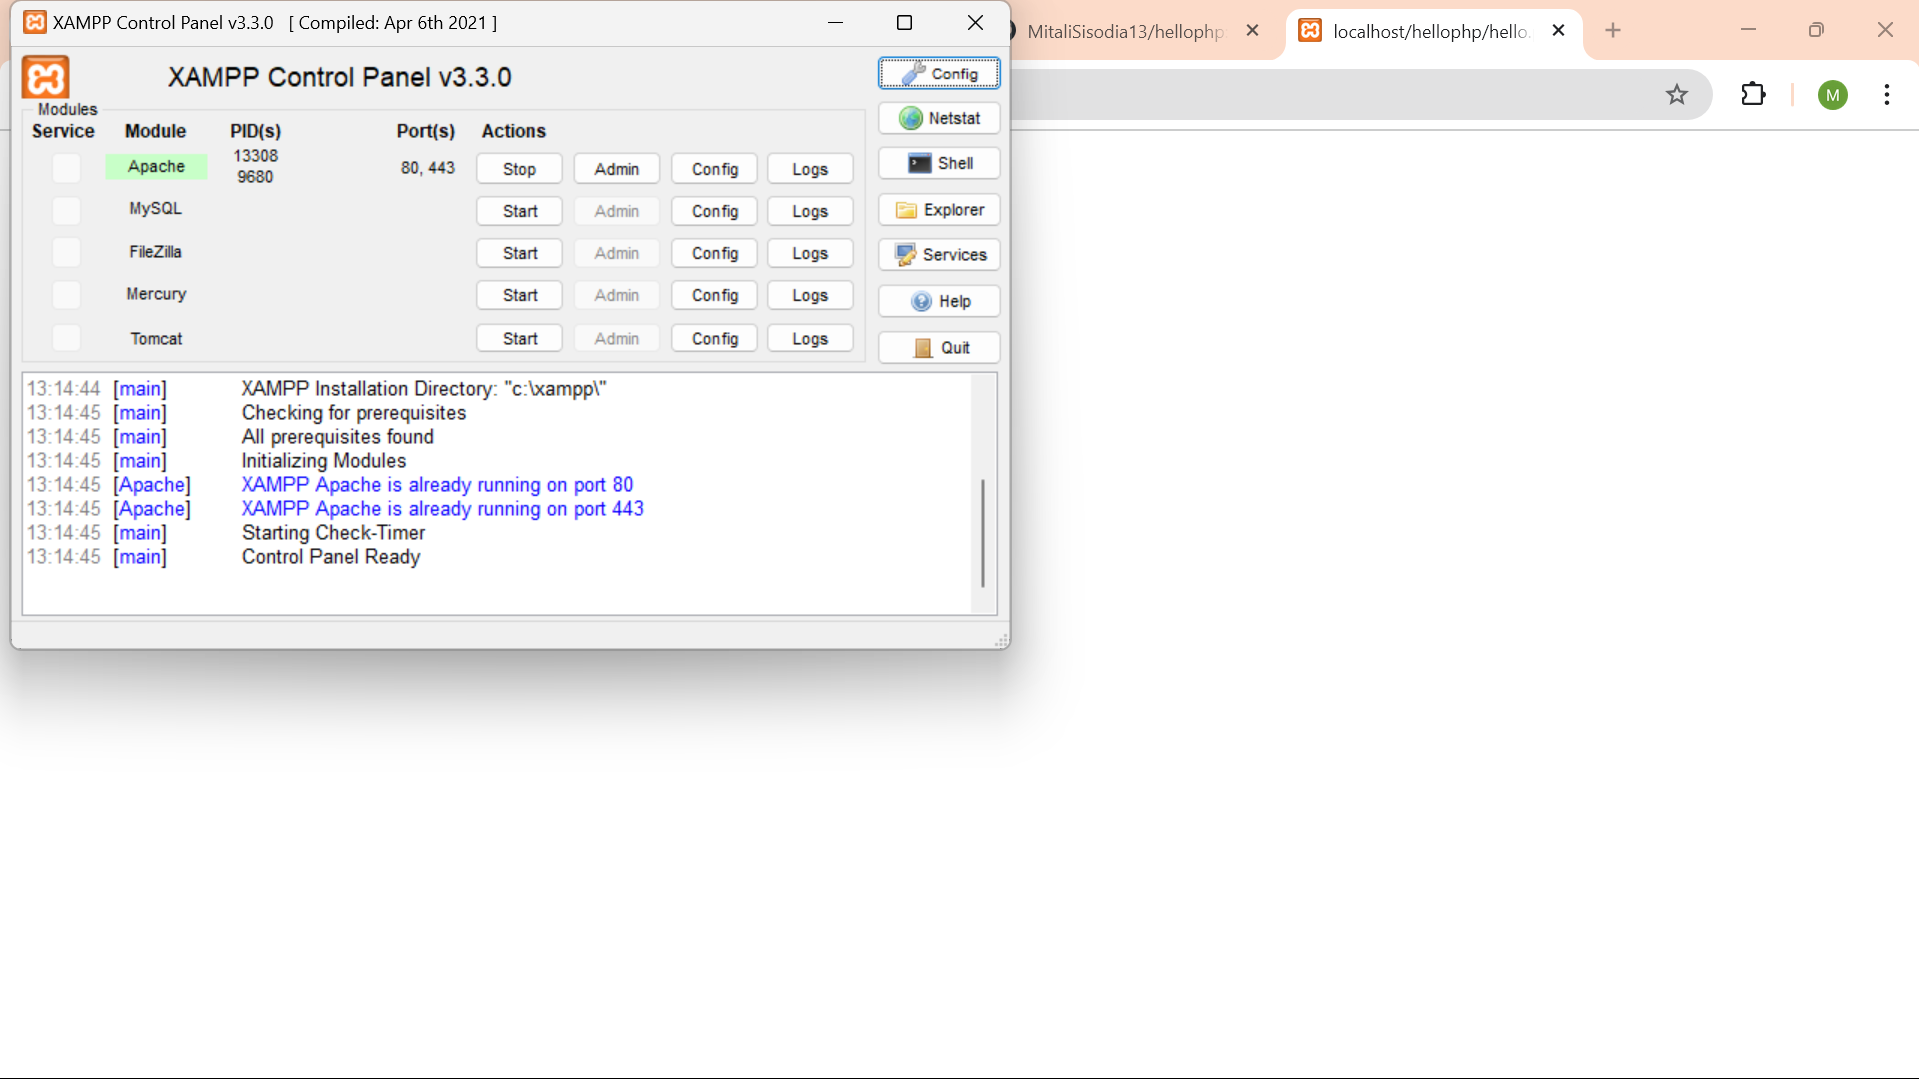 XAMPP Control Panel v3.3.0 [ Compiled: Apr 6th 2021 ]
MitaliSisodia13/hellophp
localhost/hellophp/hello.
XAMPP Control Panel v3.3.0
Config
M
Modules
Service Module PID(s) Port(s) Actions
Netstat
Apache 13308 9680 80, 443 Stop Admin Config Logs
Shell
MySQL Start Admin Config Logs
Explorer
FileZilla Start Admin Config Logs
Services
Mercury Start Admin Config Logs
Help
Tomcat Start Admin Config Logs
Quit
13:14:44 [main] XAMPP Installation Directory: "c:\xampp\"
13:14:45 [main] Checking for prerequisites
13:14:45 [main] All prerequisites found
13:14:45 [main] Initializing Modules
13:14:45 [Apache] XAMPP Apache is already running on port 80
13:14:45 [Apache] XAMPP Apache is already running on port 443
13:14:45 [main] Starting Check-Timer
13:14:45 [main] Control Panel Ready